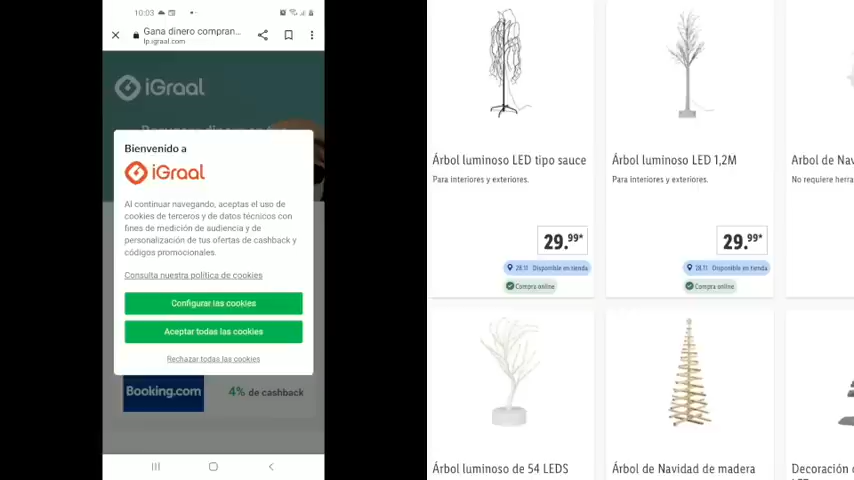 10:03
Gana dinero compran...
lp.igraal.com
iGraal
Bienvenido a
iGraal
Al continuar navegando, aceptas el uso de
cookies de terceros y de datos técnicos con
fines de medición de audiencia y de
personalización de tus ofertas de cashback y
códigos promocionales.
Consulta nuestra política de cookies
Configurar las cookies
Aceptar todas las cookies
Rechazar todas las cookies
Booking.com
4% de cashback
Árbol luminoso LED tipo sauce
Para interiores y exteriores.
29.99*
28.11 Disponible en tienda
Compra online
Árbol luminoso LED 1,2M
Para interiores y exteriores.
29.99*
28.11 Disponible en tienda
Compra online
Arbol de Nav
No requiere herra
Árbol luminoso de 54 LEDS
Árbol de Navidad de madera
Decoración